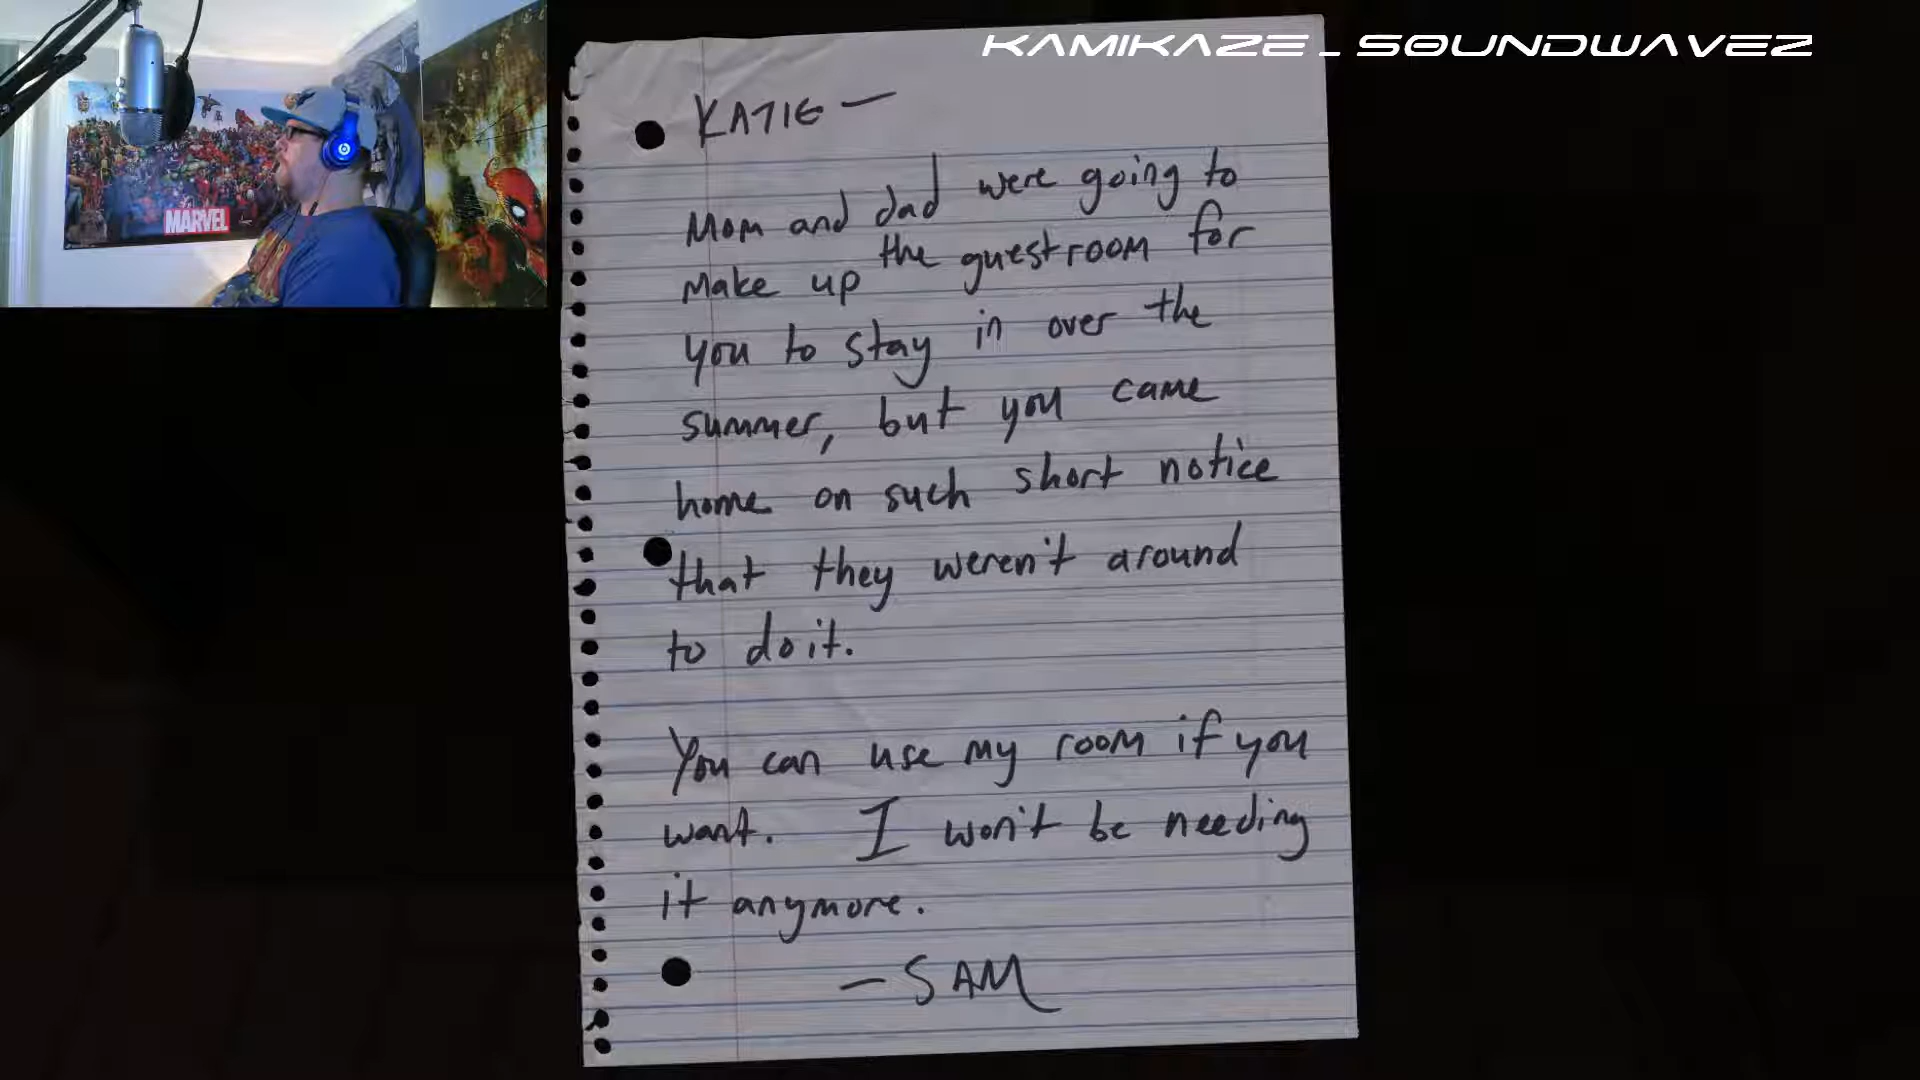 KAMIKAZE_SOUNDWAVEZ
MARVEL
KATIE —
Mom and dad were going to
make up the guestroom for
you to stay in over the
summer, but you came
home on such short notice
that they weren't around
to do it.
You can use my room if you
want. I won't be needing
it anymore.
— SAM